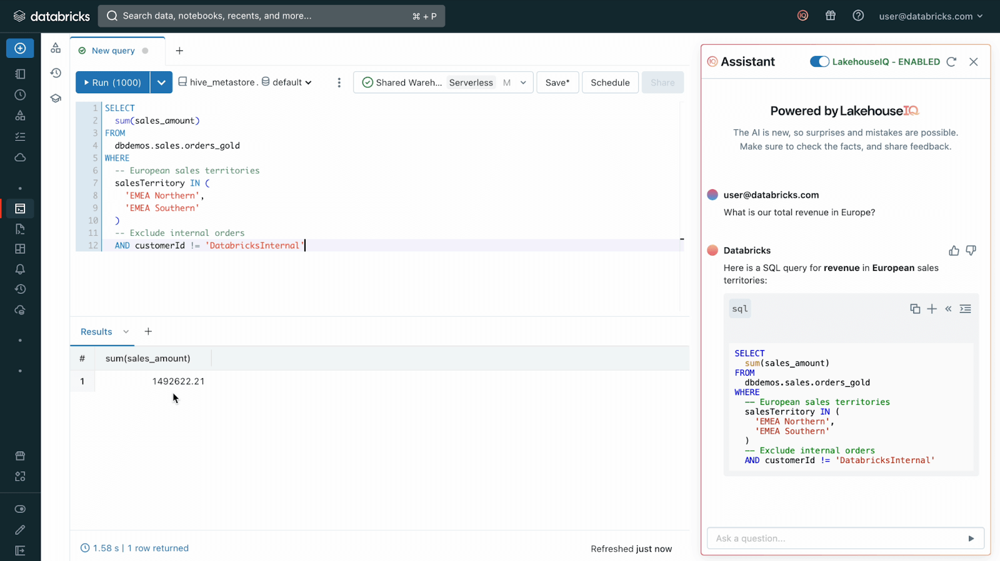 databricks
Search data, notebooks, recents, and more... ⌘ + P
user@databricks.com
New query
Run (1000)
hive_metastore . default
Shared Wareh... Serverless M
Save*
Schedule
Share
1 SELECT
2 sum(sales_amount)
3 FROM
4 dbdemos.sales.orders_gold
5 WHERE
6 -- European sales territories
7 salesTerritory IN (
8 'EMEA Northern',
9 'EMEA Southern'
10 )
11 -- Exclude internal orders
12 AND customerId != 'DatabricksInternal'
Results
# sum(sales_amount)
1 1492622.21
1.58 s | 1 row returned
Refreshed just now
IQ Assistant
LakehouseIQ - ENABLED
Powered by LakehouseIQ
The AI is new, so surprises and mistakes are possible.
Make sure to check the facts, and share feedback.
user@databricks.com
What is our total revenue in Europe?
Databricks
Here is a SQL query for revenue in European sales
territories:
sql
SELECT
sum(sales_amount)
FROM
dbdemos.sales.orders_gold
WHERE
-- European sales territories
salesTerritory IN (
'EMEA Northern',
'EMEA Southern'
)
-- Exclude internal orders
AND customerId != 'DatabricksInternal'
Ask a question...